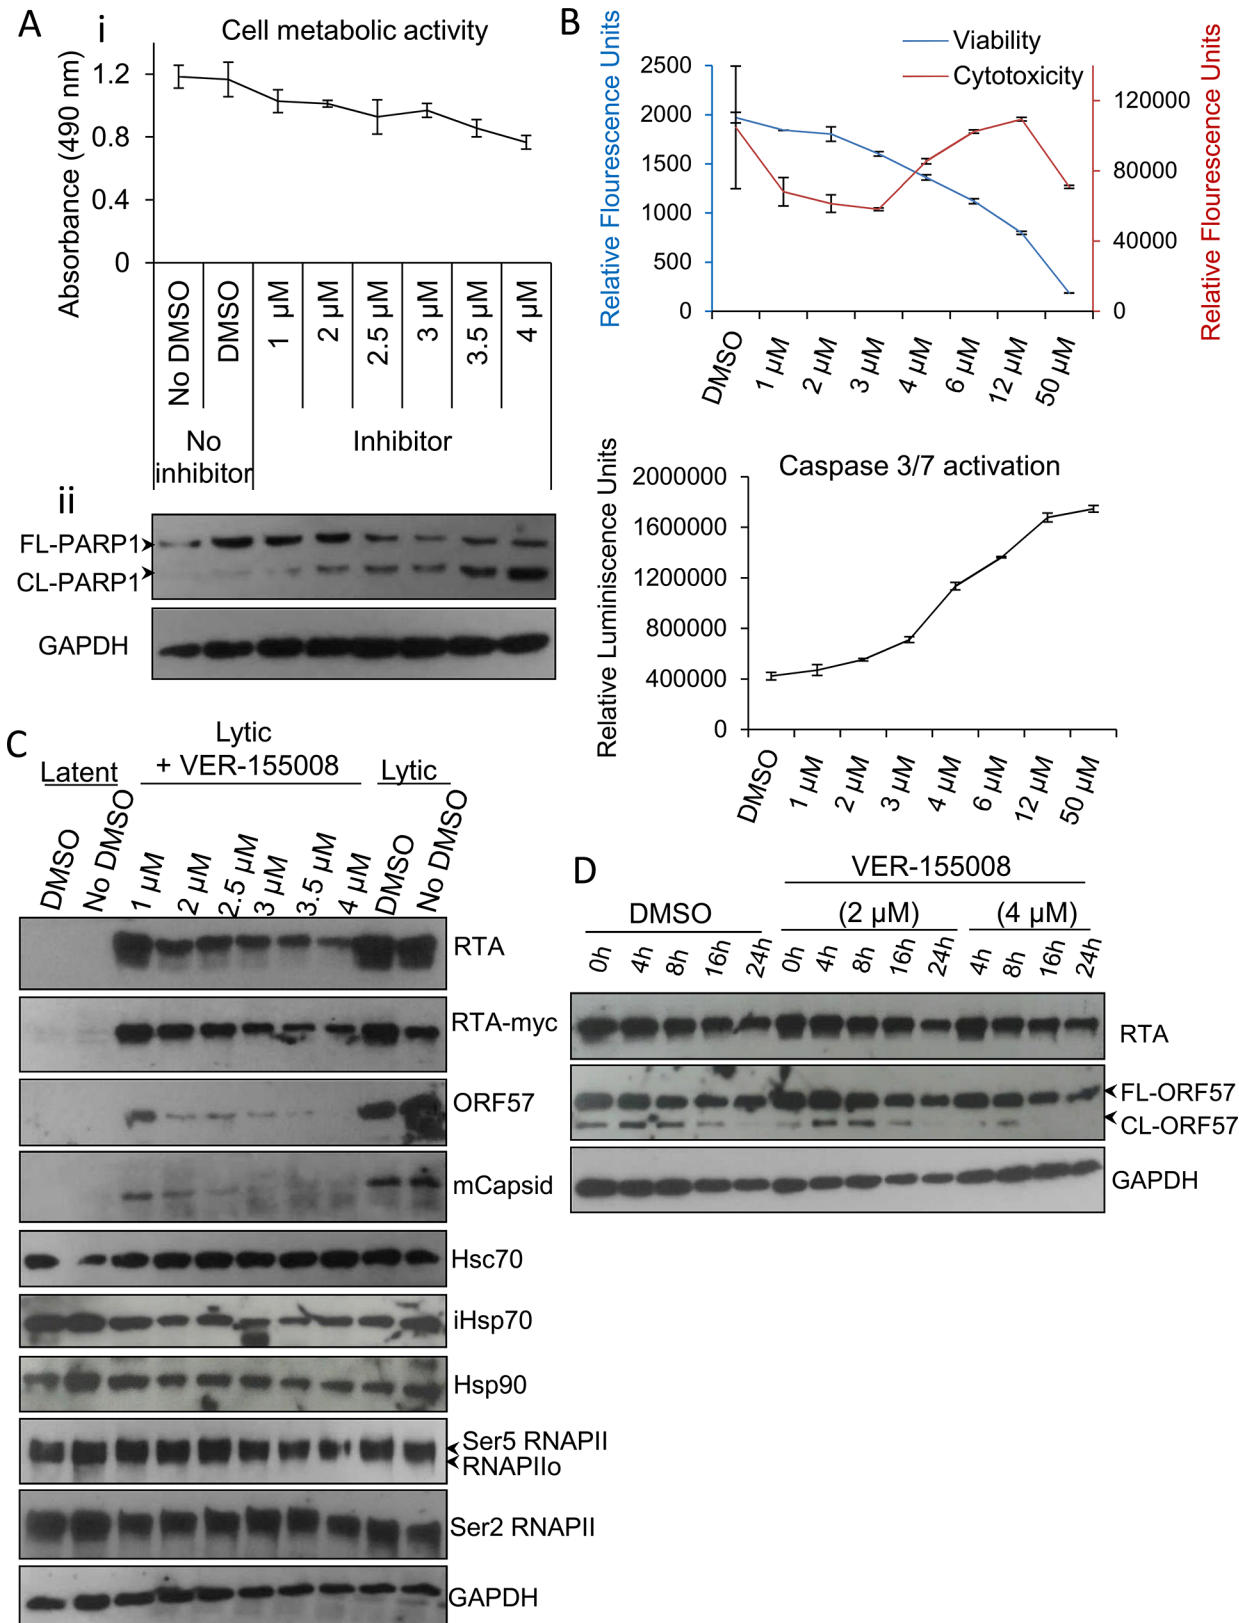 A
i
Cell metabolic activity
Absorbance (490 nm)
1.2
0.8
0.4
0
No DMSO
DMSO
1 µM
2 µM
2.5 µM
3 µM
3.5 µM
4 µM
No
inhibitor
Inhibitor
ii
FL-PARP1
CL-PARP1
GAPDH
B
Viability
Cytotoxicity
Relative Flourescence Units
2500
2000
1500
1000
500
0
120000
80000
40000
0
Relative Flourescence Units
DMSO
1 µM
2 µM
3 µM
4 µM
6 µM
12 µM
50 µM
Caspase 3/7 activation
Relative Luminiscence Units
2000000
1600000
1200000
800000
400000
0
DMSO
1 µM
2 µM
3 µM
4 µM
6 µM
12 µM
50 µM
C
Latent
Lytic
+ VER-155008
Lytic
DMSO
No DMSO
1 µM
2 µM
2.5 µM
3 µM
3.5 µM
4 µM
DMSO
No DMSO
RTA
RTA-myc
ORF57
mCapsid
Hsc70
iHsp70
Hsp90
Ser5 RNAPII
RNAPIIo
Ser2 RNAPII
GAPDH
D
VER-155008
DMSO
(2 µM)
(4 µM)
0h
4h
8h
16h
24h
0h
4h
8h
16h
24h
4h
8h
16h
24h
RTA
FL-ORF57
CL-ORF57
GAPDH